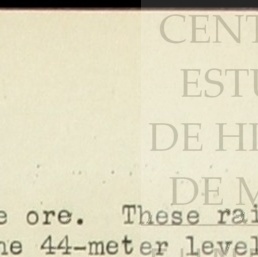 CENT
ESTU
DE HI
DE M
e ore. These rai
he 44-meter level